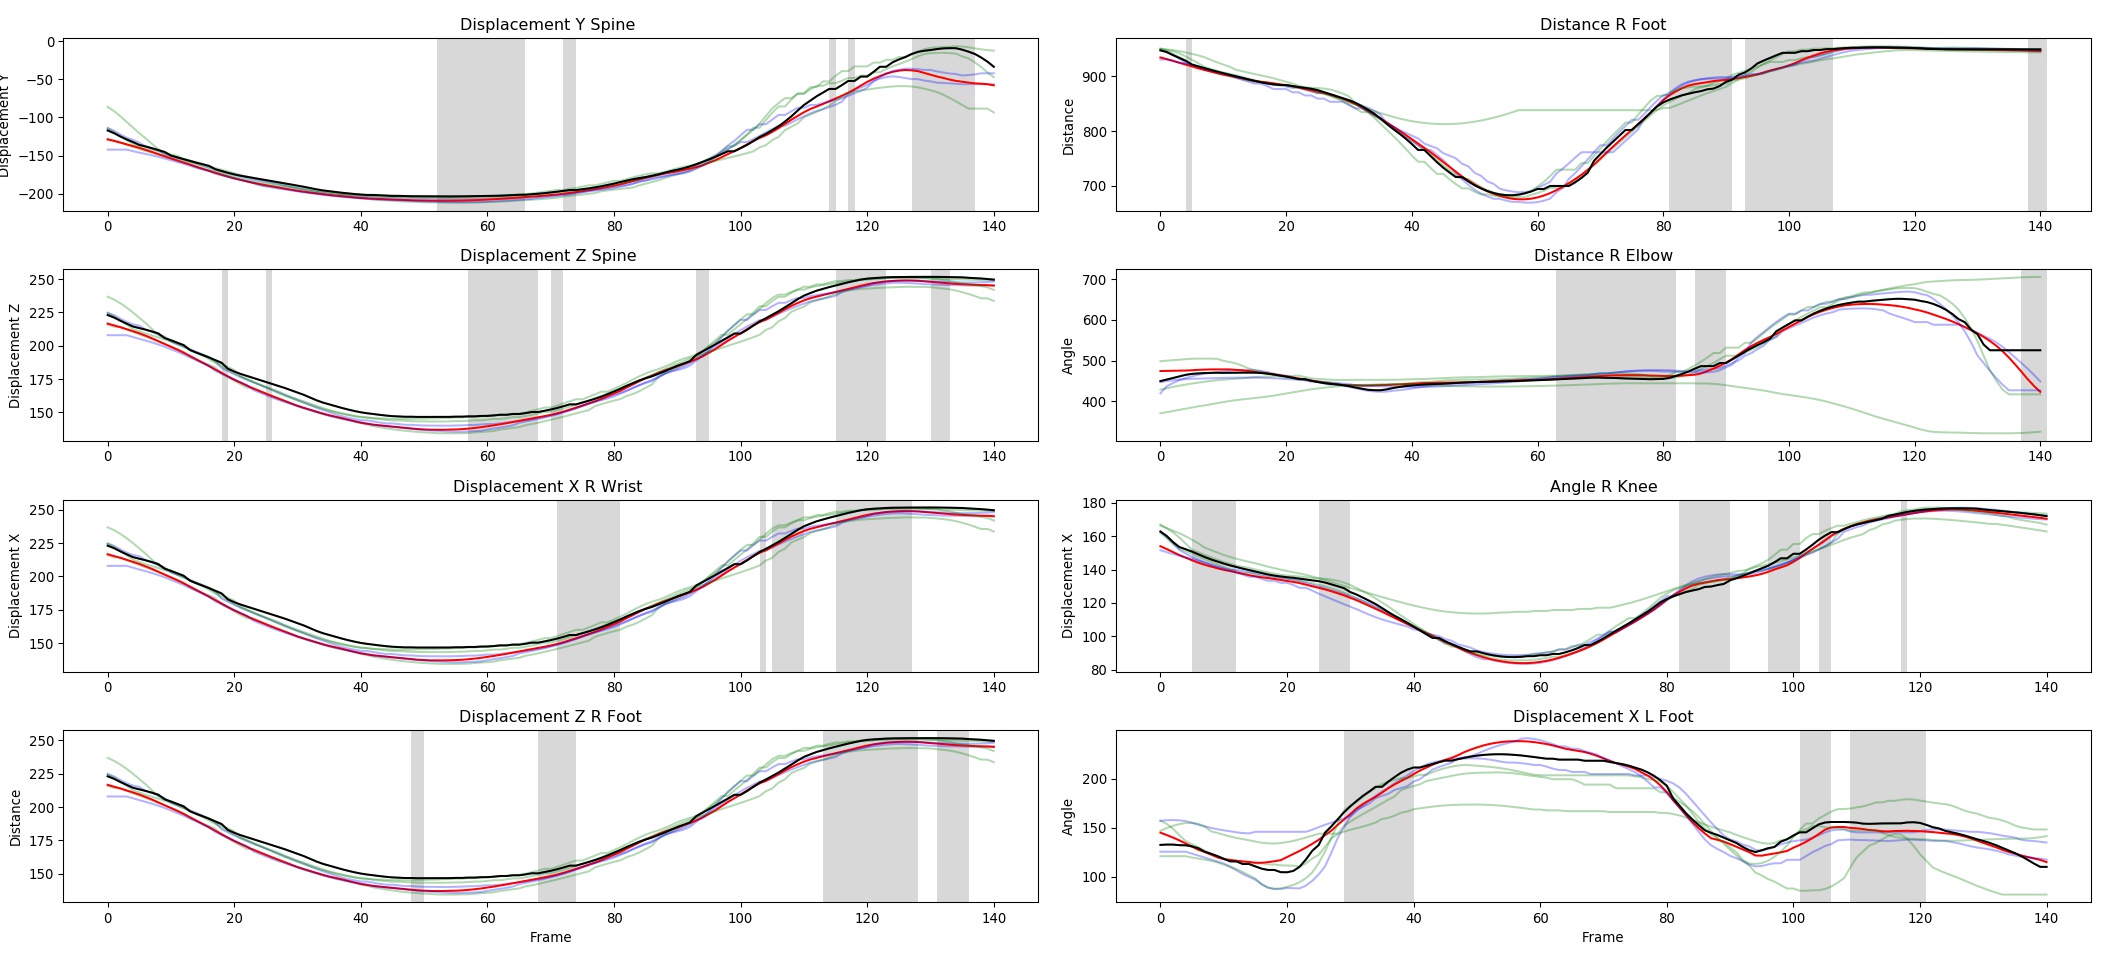 Displacement Y Spine
Displacement Y
0
−50
−100
−150
−200
0 20 40 60 80 100 120 140
Distance R Foot
Distance
900
800
700
0 20 40 60 80 100 120 140
Displacement Z Spine
Displacement Z
250
225
200
175
150
0 20 40 60 80 100 120 140
Distance R Elbow
Angle
700
600
500
400
0 20 40 60 80 100 120 140
Displacement X R Wrist
Displacement X
250
225
200
175
150
0 20 40 60 80 100 120 140
Angle R Knee
Displacement X
180
160
140
120
100
80
0 20 40 60 80 100 120 140
Displacement Z R Foot
Distance
250
225
200
175
150
0 20 40 60 80 100 120 140
Frame
Displacement X L Foot
Angle
200
150
100
0 20 40 60 80 100 120 140
Frame